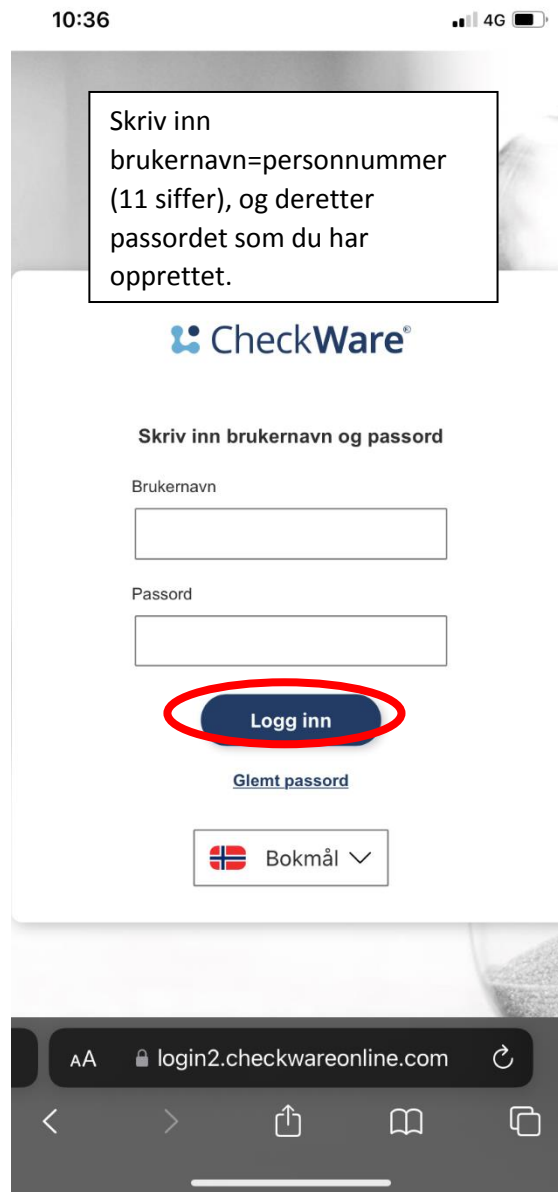 10:36
4G
Skriv inn
brukernavn=personnummer
(11 siffer), og deretter
passordet som du har
opprettet.
CheckWare®
Skriv inn brukernavn og passord
Brukernavn
Passord
Logg inn
Glemt passord
Bokmål
AA login2.checkwareonline.com